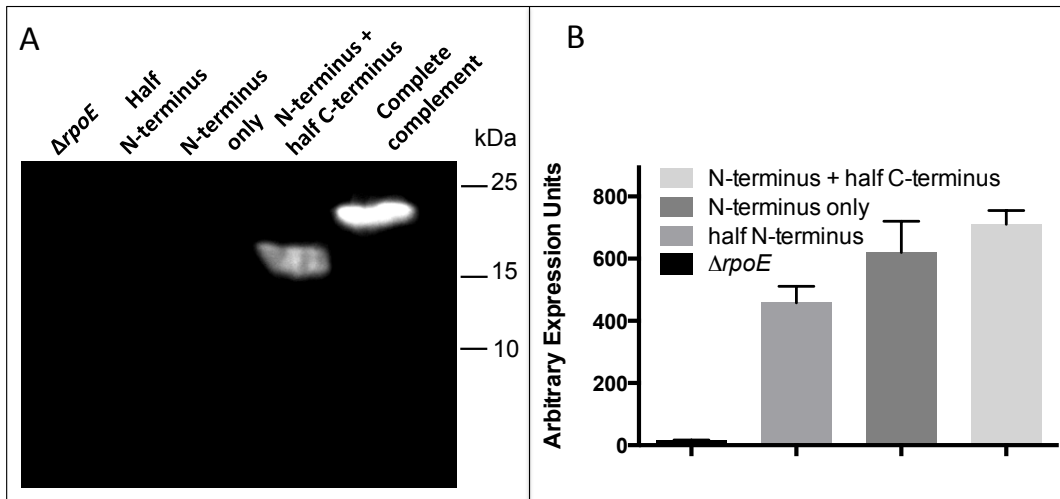 A
ΔrpoE
Half
N-terminus
N-terminus
only
N-terminus +
half C-terminus
Complete
complement
kDa
25
15
10
B
Arbitrary Expression Units
800
600
400
200
0
N-terminus + half C-terminus
N-terminus only
half N-terminus
ΔrpoE